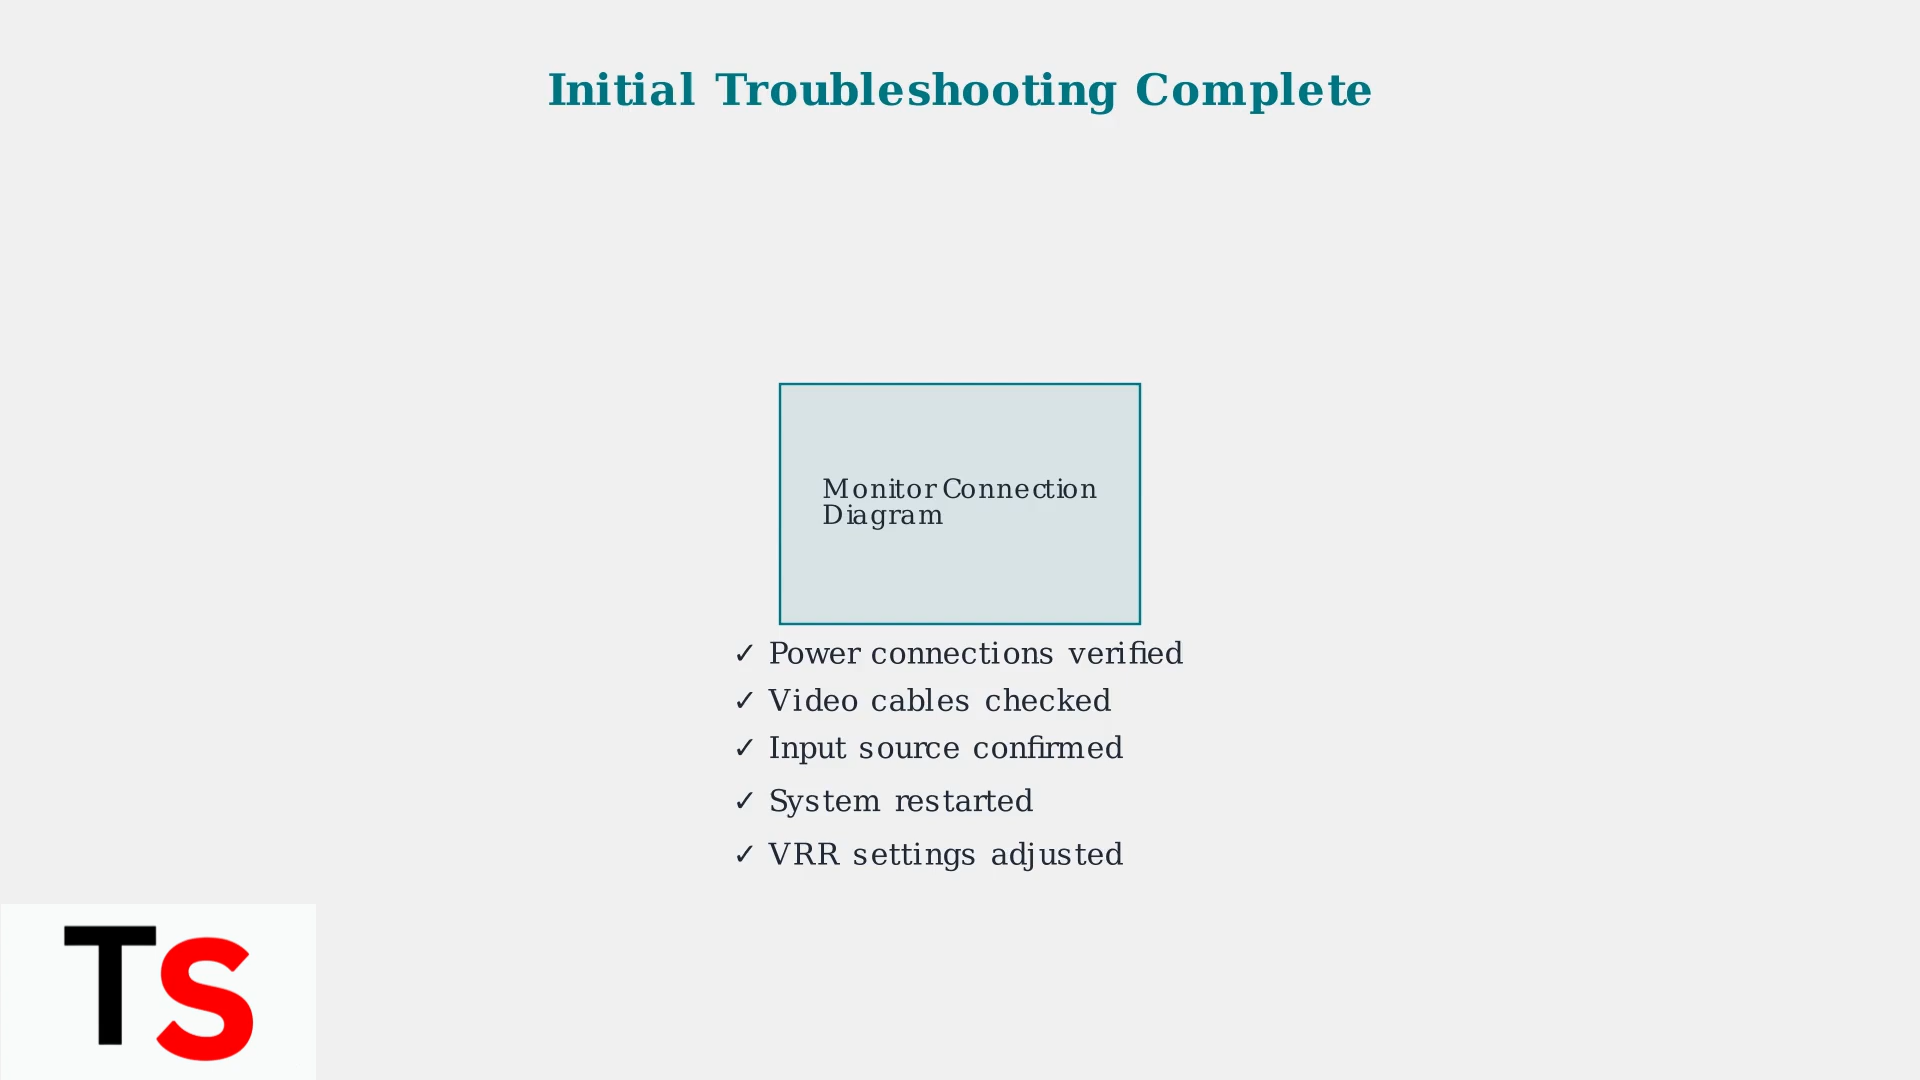 Initial Troubleshooting Complete
Monitor Connection
Diagram
✓ Power connections verified
✓ Video cables checked
✓ Input source confirmed
✓ System restarted
✓ VRR settings adjusted
TS